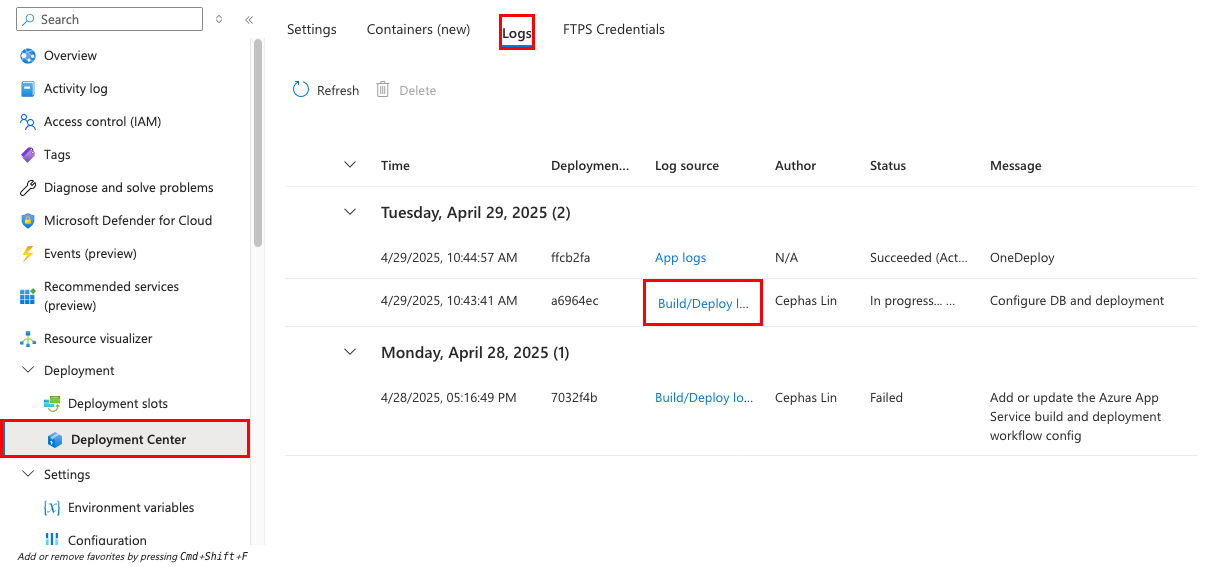 Search
Overview
Activity log
Access control (IAM)
Tags
Diagnose and solve problems
Microsoft Defender for Cloud
Events (preview)
Recommended services
(preview)
Resource visualizer
Deployment
Deployment slots
Deployment Center
Settings
Environment variables
Configuration
Add or remove favorites by pressing Cmd+Shift+F
Settings Containers (new) Logs FTPS Credentials
Refresh Delete
Time Deploymen... Log source Author Status Message
Tuesday, April 29, 2025 (2)
4/29/2025, 10:44:57 AM ffcb2fa App logs N/A Succeeded (Act... OneDeploy
4/29/2025, 10:43:41 AM a6964ec Build/Deploy l... Cephas Lin In progress... ... Configure DB and deployment
Monday, April 28, 2025 (1)
4/28/2025, 05:16:49 PM 7032f4b Build/Deploy lo... Cephas Lin Failed Add or update the Azure App
Service build and deployment
workflow config